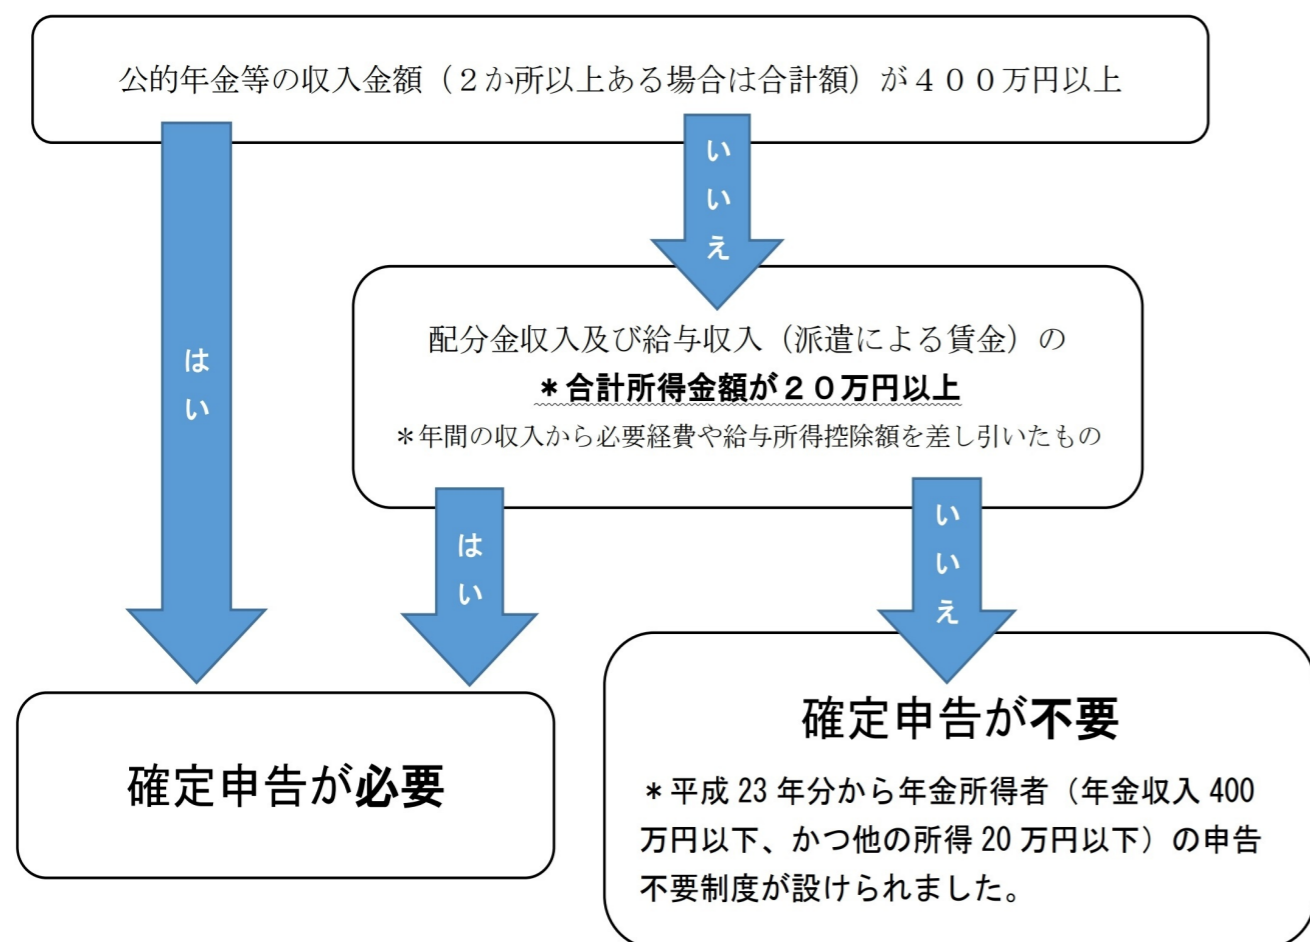 公的年金等の収入金額（２か所以上ある場合は合計額）が４００万円以上
はい
いいえ
配分金収入及び給与収入（派遣による賃金）の
＊合計所得金額が２０万円以上
＊年間の収入から必要経費や給与所得控除額を差し引いたもの
はい
いいえ
確定申告が必要
確定申告が不要
＊平成 23 年分から年金所得者（年金収入 400
万円以下、かつ他の所得 20 万円以下）の申告
不要制度が設けられました。